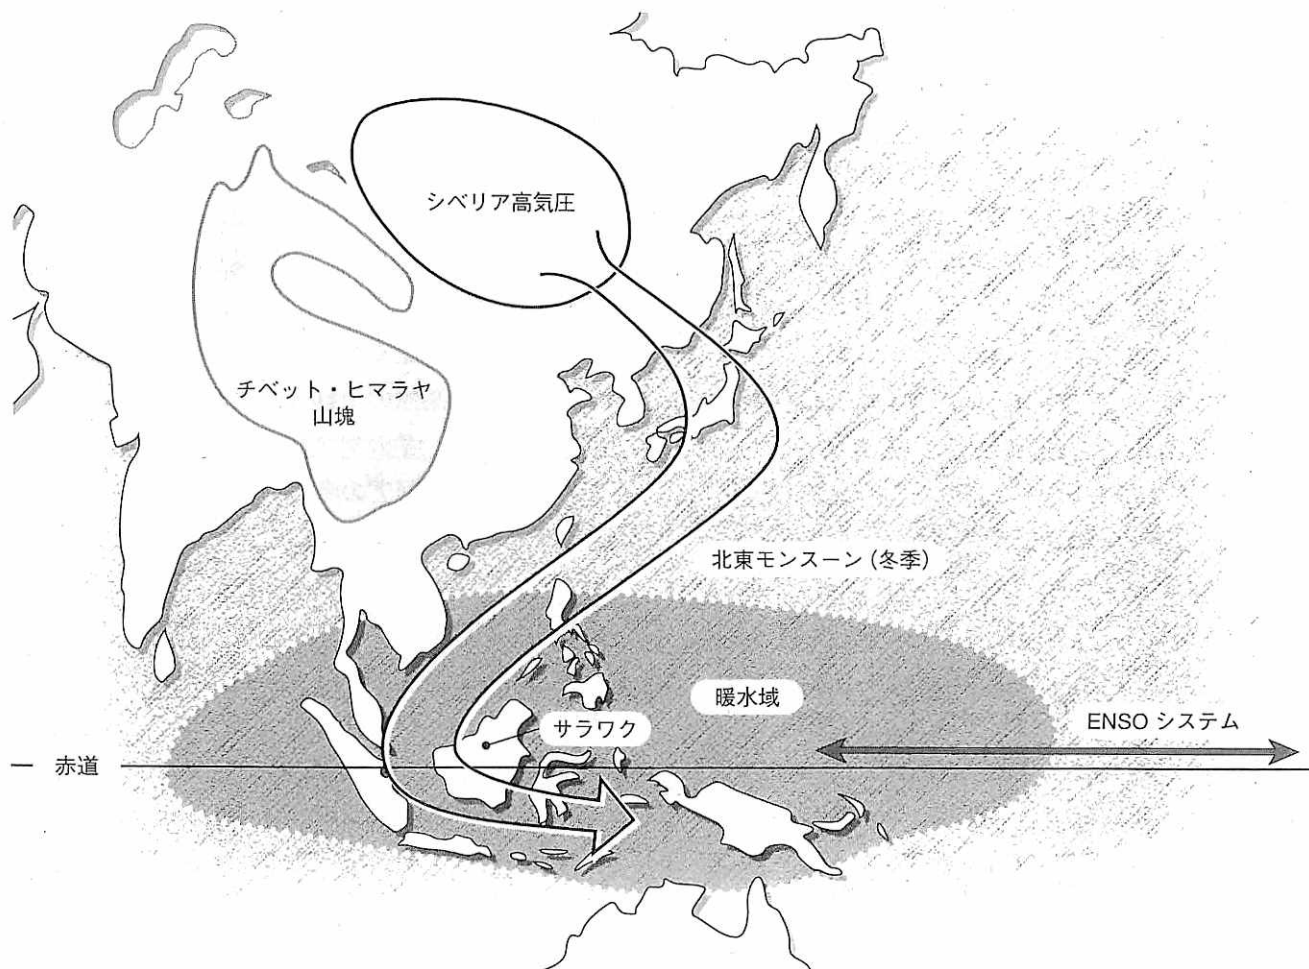 シベリア高気圧
チベット・ヒマラヤ
山塊
北東モンスーン (冬季)
暖水域
サラワク
ENSO システム
赤道